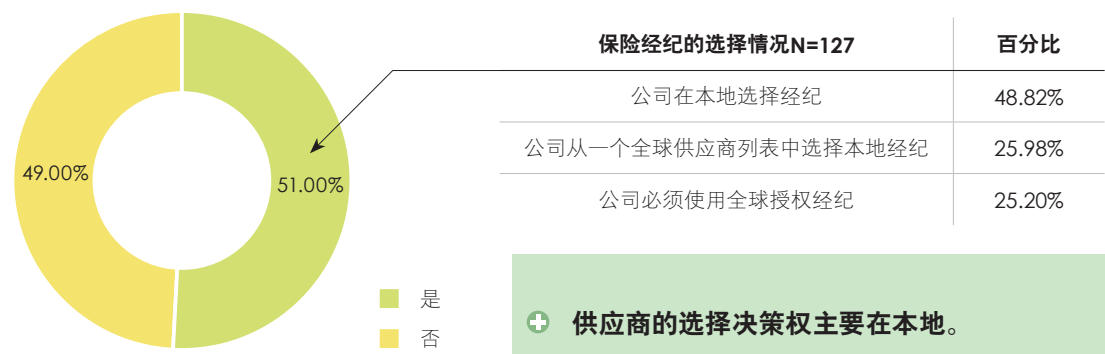 保险经纪的选择情况N=127 百分比
公司在本地选择经纪 48.82%
公司从一个全球供应商列表中选择本地经纪 25.98%
公司必须使用全球授权经纪 25.20%
49.00%
51.00%
是
否
供应商的选择决策权主要在本地。